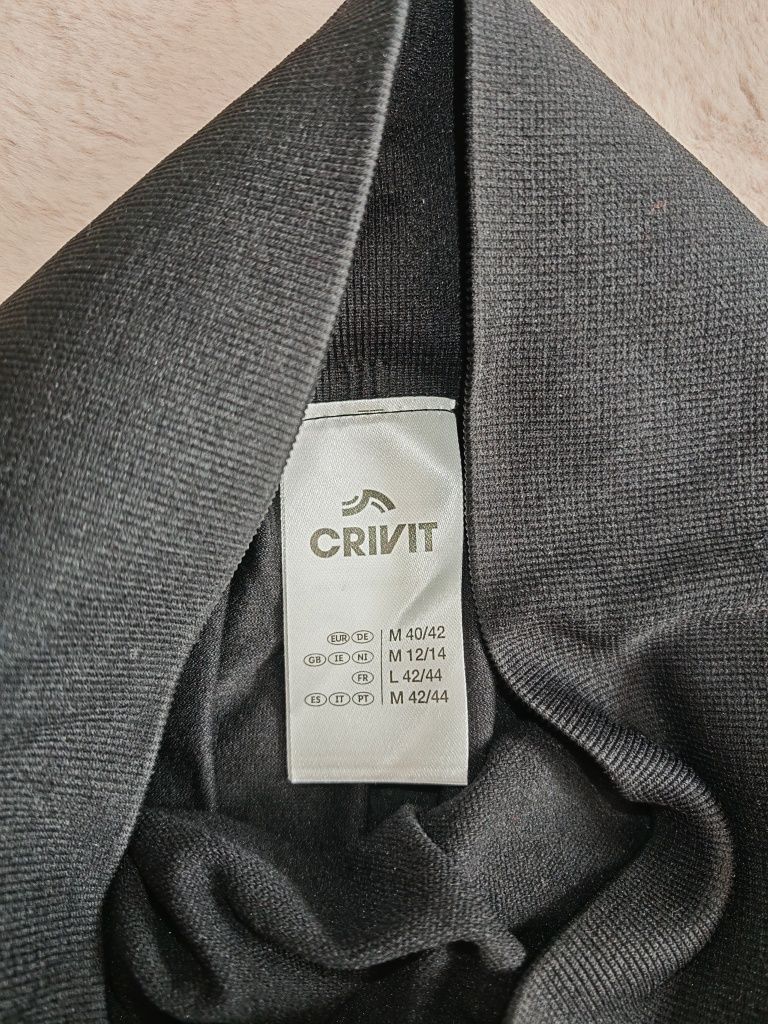 CRIVIT
EUR DE M 40/42
GB IE NI M 12/14
FR L 42/44
ES IT PT M 42/44